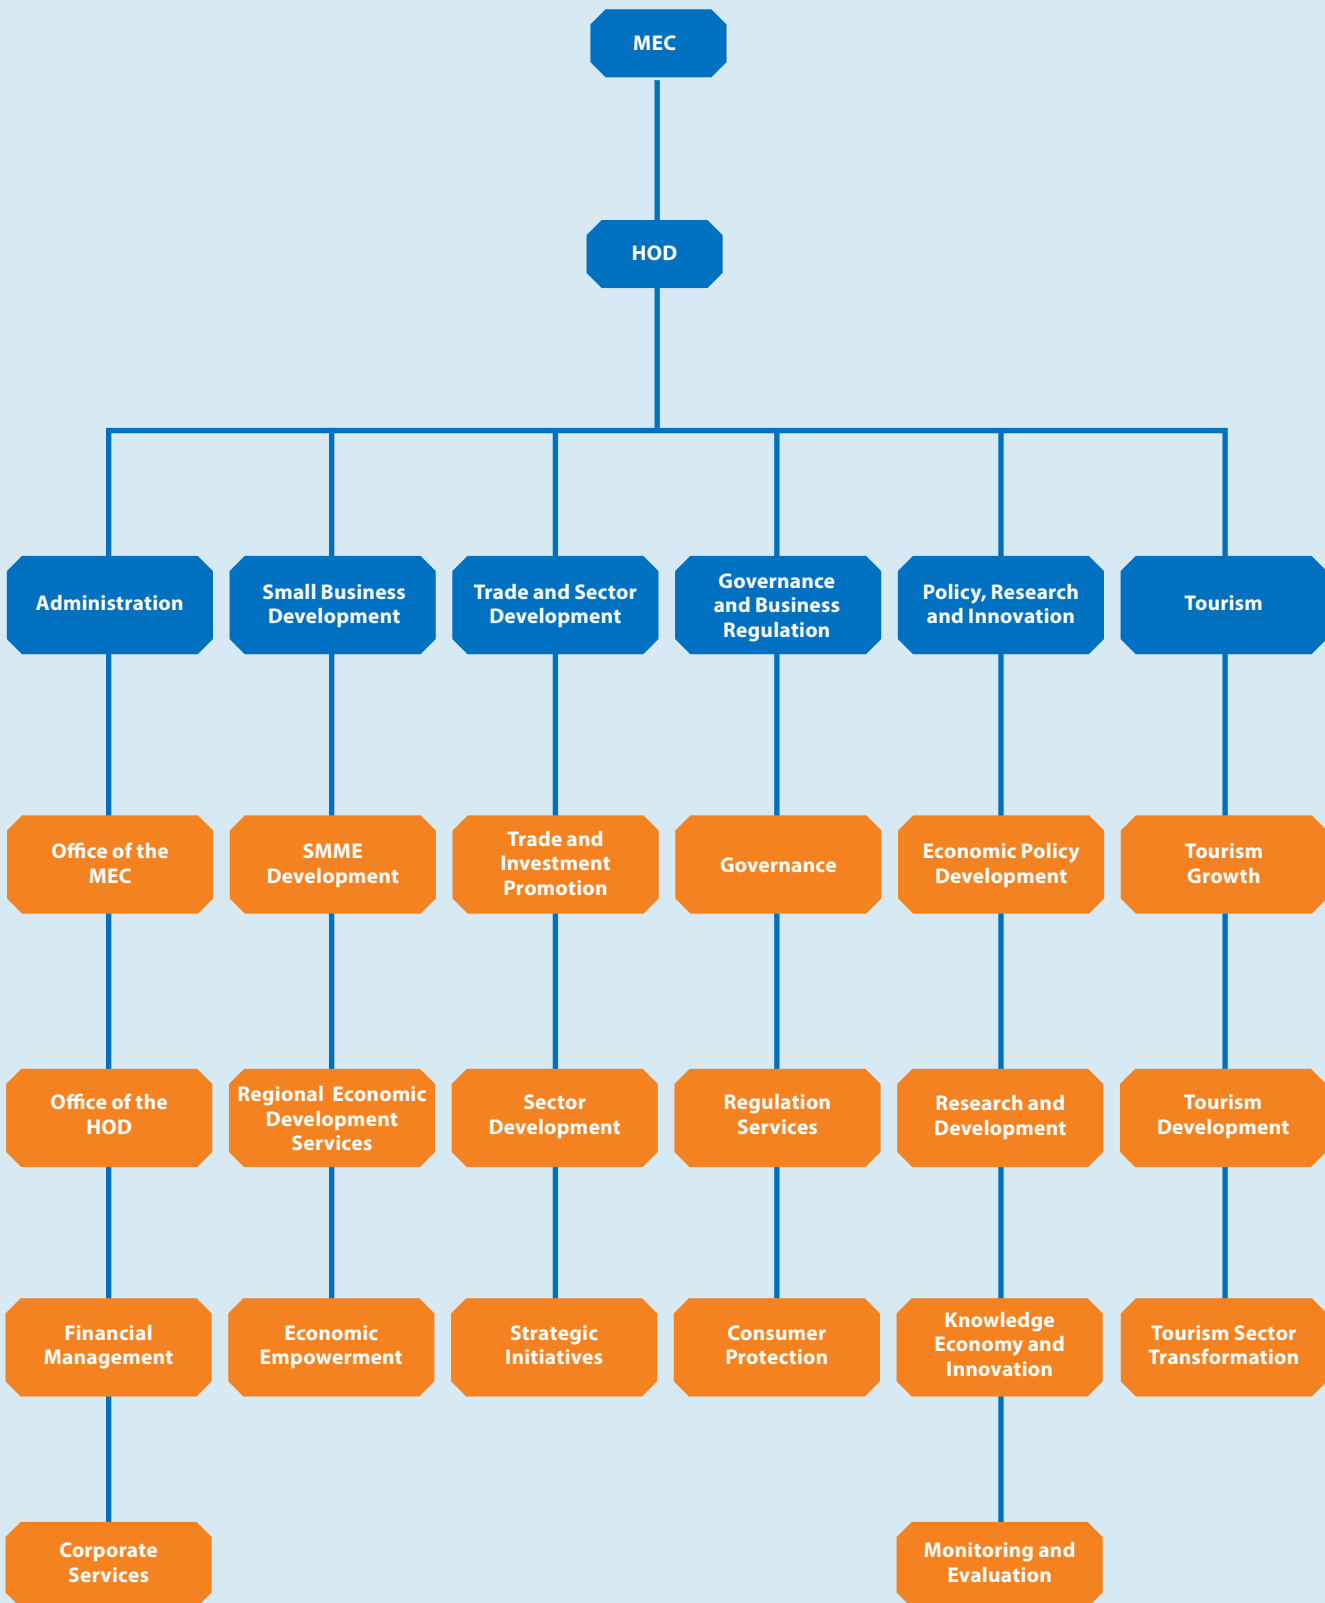 MEC
HOD
Administration
Small Business
Development
Trade and Sector
Development
Governance
and Business
Regulation
Policy, Research
and Innovation
Tourism
Office of the
MEC
SMME
Development
Trade and
Investment
Promotion
Governance
Economic Policy
Development
Tourism
Growth
Office of the
HOD
Regional Economic
Development
Services
Sector
Development
Regulation
Services
Research and
Development
Tourism
Development
Financial
Management
Economic
Empowerment
Strategic
Initiatives
Consumer
Protection
Knowledge
Economy and
Innovation
Tourism Sector
Transformation
Corporate
Services
Monitoring and
Evaluation